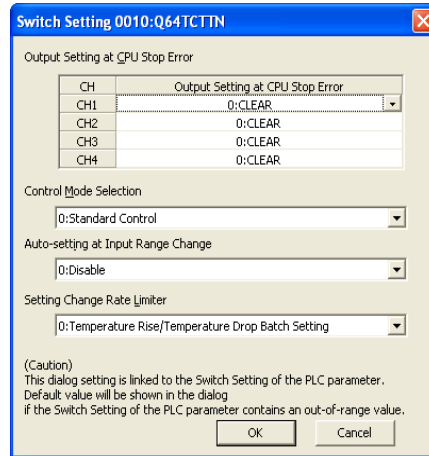 Switch Setting 0010:Q64TCTTN
Output Setting at CPU Stop Error
CH Output Setting at CPU Stop Error
CH1 0:CLEAR
CH2 0:CLEAR
CH3 0:CLEAR
CH4 0:CLEAR
Control Mode Selection
0:Standard Control
Auto-setting at Input Range Change
0:Disable
Setting Change Rate Limiter
0:Temperature Rise/Temperature Drop Batch Setting
(Caution)
This dialog setting is linked to the Switch Setting of the PLC parameter.
Default value will be shown in the dialog
if the Switch Setting of the PLC parameter contains an out-of-range value.
OK Cancel